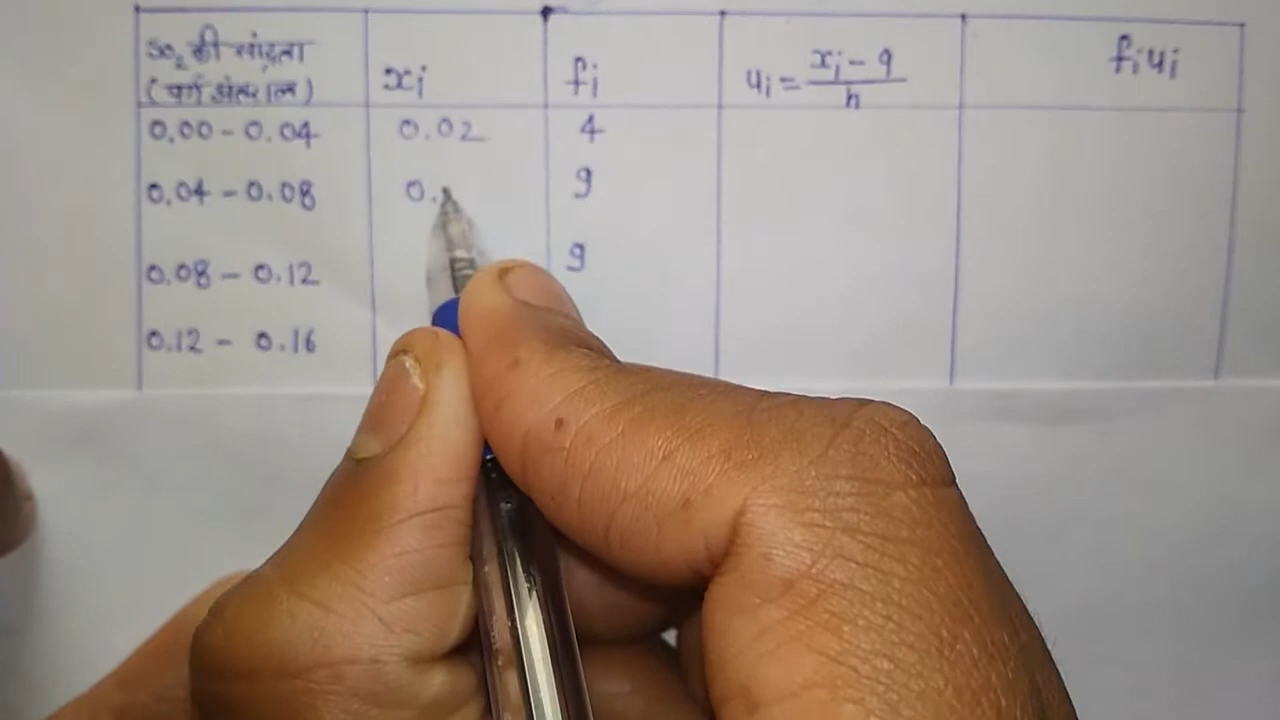 SO₂ की सांद्रता (वर्ग अंतराल) xi fi ui = xi - a / h fiui
0.00 - 0.04 0.02 4
0.04 - 0.08 0. 9
0.08 - 0.12 9
0.12 - 0.16